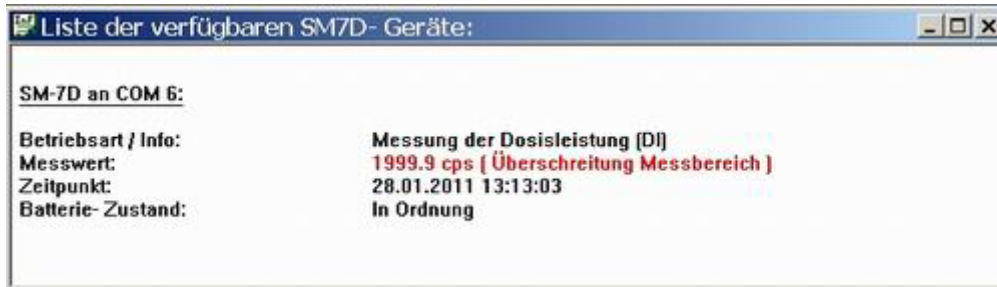 Liste der verfügbaren SM7D- Geräte:
SM-7D an COM 6:
Betriebsart / Info: Messung der Dosisleistung (DI)
Messwert: 1999.9 cps ( Überschreitung Messbereich )
Zeitpunkt: 28.01.2011 13:13:03
Batterie- Zustand: In Ordnung